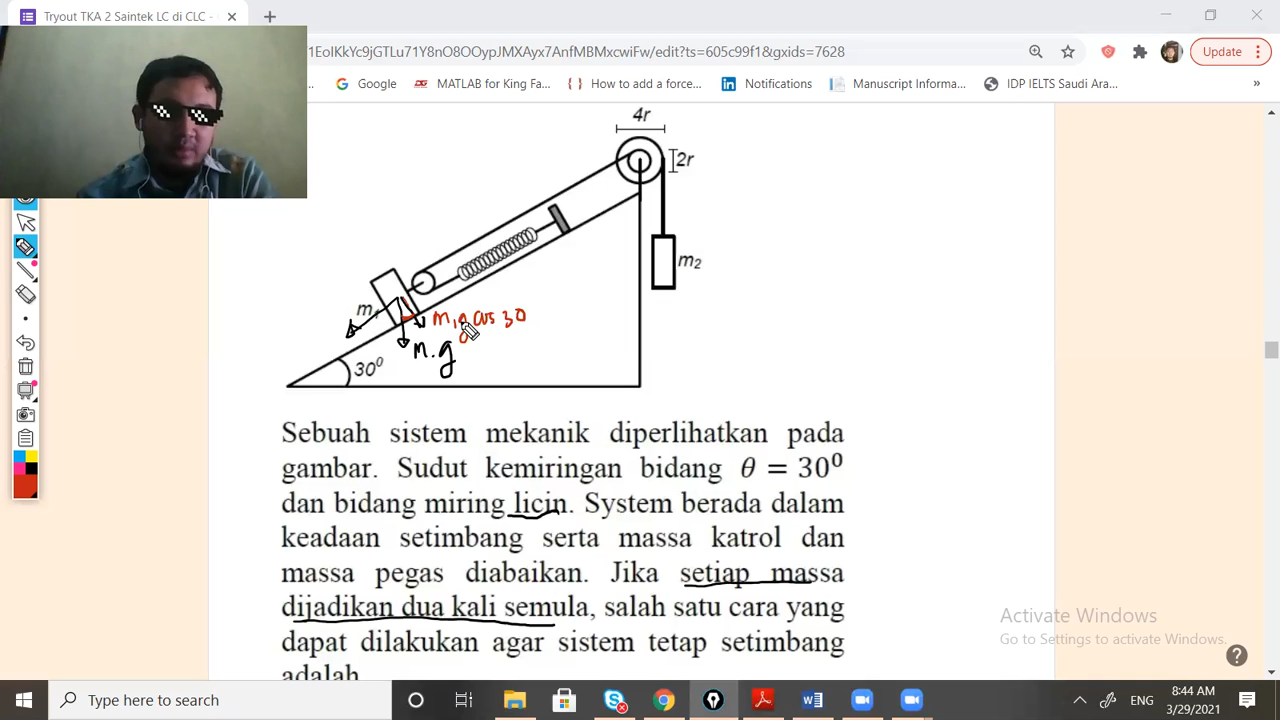 Tryout TKA 2 Saintek LC di CLC -
1EolKkYc9jGTLu71Y8nO8OOypJMXAyx7AnfMBMxcwiFw/edit?ts=605c99f1&gxids=7628
Update
Google
MATLAB for King Fa...
How to add a force...
Notifications
Manuscript Informa...
IDP IELTS Saudi Ara...
4r
2r
m2
m1
m1g cos 30
m.g
30⁰
Sebuah sistem mekanik diperlihatkan pada
gambar. Sudut kemiringan bidang θ = 30⁰
dan bidang miring licin. System berada dalam
keadaan setimbang serta massa katrol dan
massa pegas diabaikan. Jika setiap massa
dijadikan dua kali semula, salah satu cara yang
dapat dilakukan agar sistem tetap setimbang
adalah
Activate Windows
Go to Settings to activate Windows.
Type here to search
ENG
8:44 AM
3/29/2021